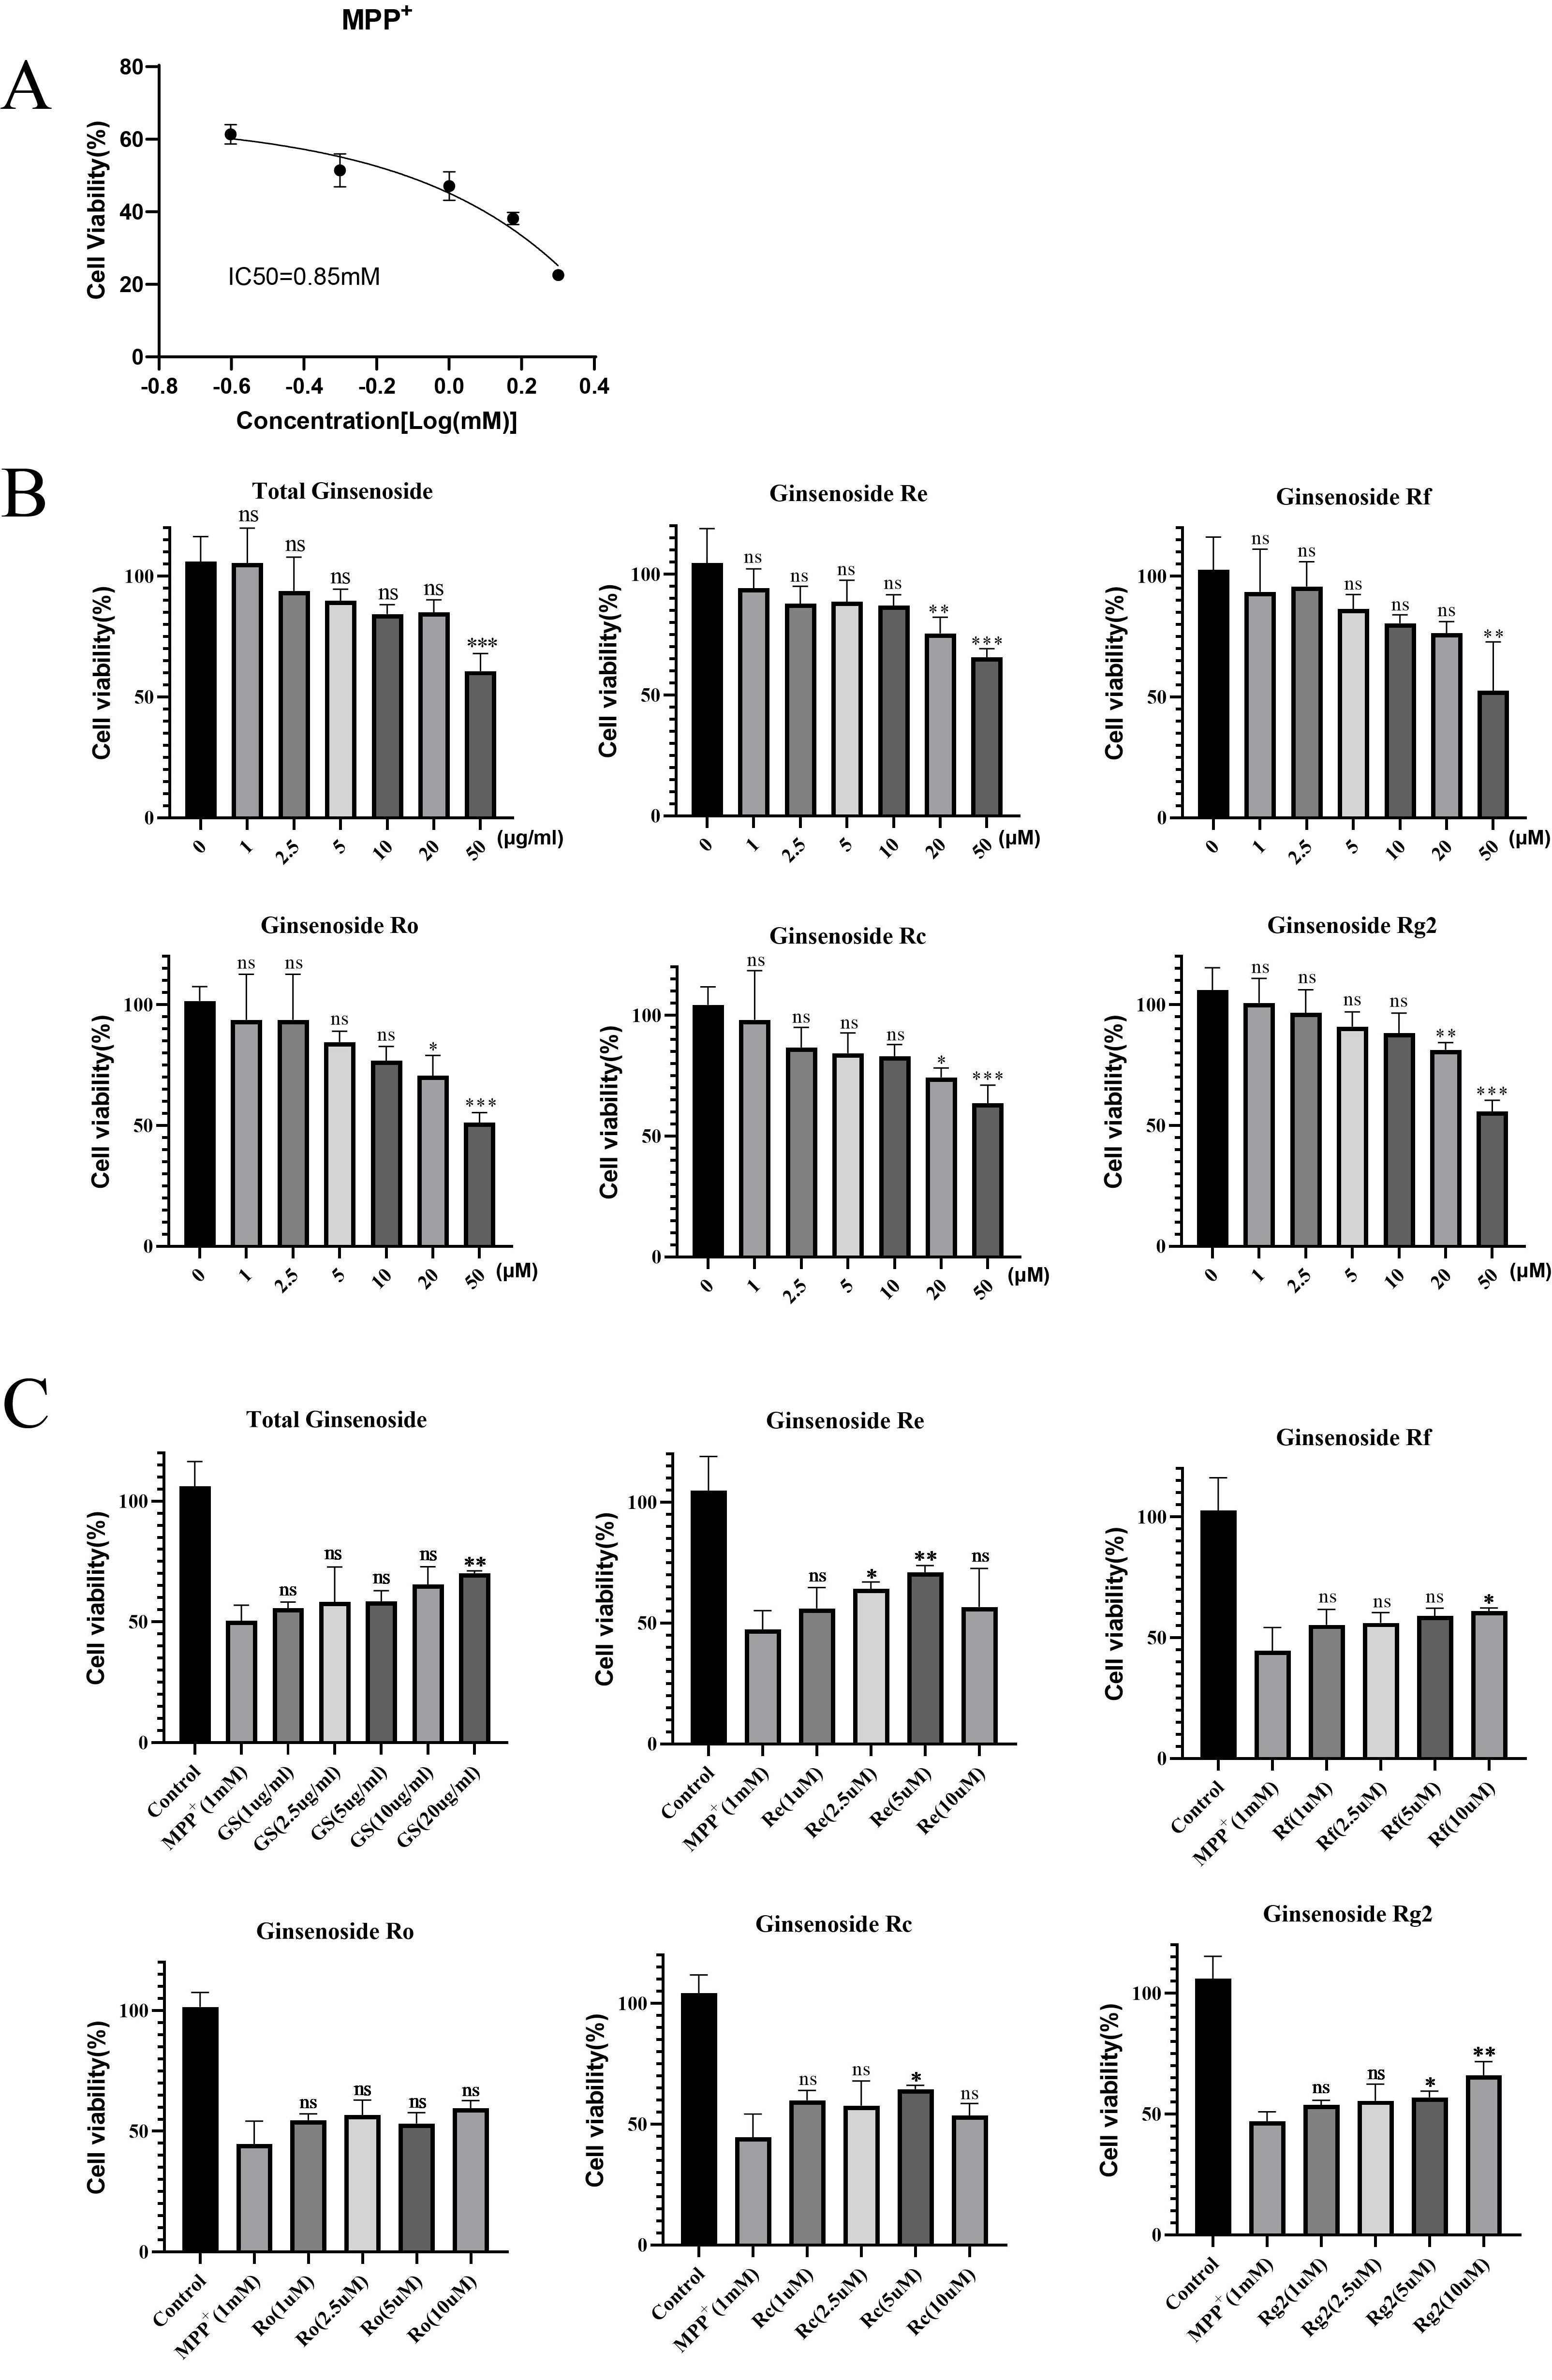 MPP+
A
80
60
40
20
0
Cell Viability(%)
IC50=0.85mM
-0.8 -0.6 -0.4 -0.2 0.0 0.2 0.4
Concentration[Log(mM)]
B
Total Ginsenoside
Cell viability(%)
100
50
0
ns ns ns ns ns ***
0 1 2.5 5 10 20 50 (μg/ml)
Ginsenoside Re
Cell viability(%)
100
50
0
ns ns ns ns ** ***
0 1 2.5 5 10 20 50 (μM)
Ginsenoside Rf
Cell viability(%)
100
50
0
ns ns ns ns ns **
0 1 2.5 5 10 20 50 (μM)
Ginsenoside Ro
Cell viability(%)
100
50
0
ns ns ns ns * ***
0 1 2.5 5 10 20 50 (μM)
Ginsenoside Rc
Cell viability(%)
100
50
0
ns ns ns ns * ***
0 1 2.5 5 10 20 50 (μM)
Ginsenoside Rg2
Cell viability(%)
100
50
0
ns ns ns ns ** ***
0 1 2.5 5 10 20 50 (μM)
C
Total Ginsenoside
Cell viability(%)
100
50
0
ns ns ns ns **
Control MPP+(1mM) GS(1ug/ml) GS(2.5ug/ml) GS(5ug/ml) GS(10ug/ml) GS(20ug/ml)
Ginsenoside Re
Cell viability(%)
100
50
0
ns * ** ns
Control MPP+(1mM) Re(1uM) Re(2.5uM) Re(5uM) Re(10uM)
Ginsenoside Rf
Cell viability(%)
100
50
0
ns ns ns *
Control MPP+(1mM) Rf(1uM) Rf(2.5uM) Rf(5uM) Rf(10uM)
Ginsenoside Ro
Cell viability(%)
100
50
0
ns ns ns ns
Control MPP+(1mM) Ro(1uM) Ro(2.5uM) Ro(5uM) Ro(10uM)
Ginsenoside Rc
Cell viability(%)
100
50
0
ns ns * ns
Control MPP+(1mM) Rc(1uM) Rc(2.5uM) Rc(5uM) Rc(10uM)
Ginsenoside Rg2
Cell viability(%)
100
50
0
ns ns * **
Control MPP+(1mM) Rg2(1uM) Rg2(2.5uM) Rg2(5uM) Rg2(10uM)